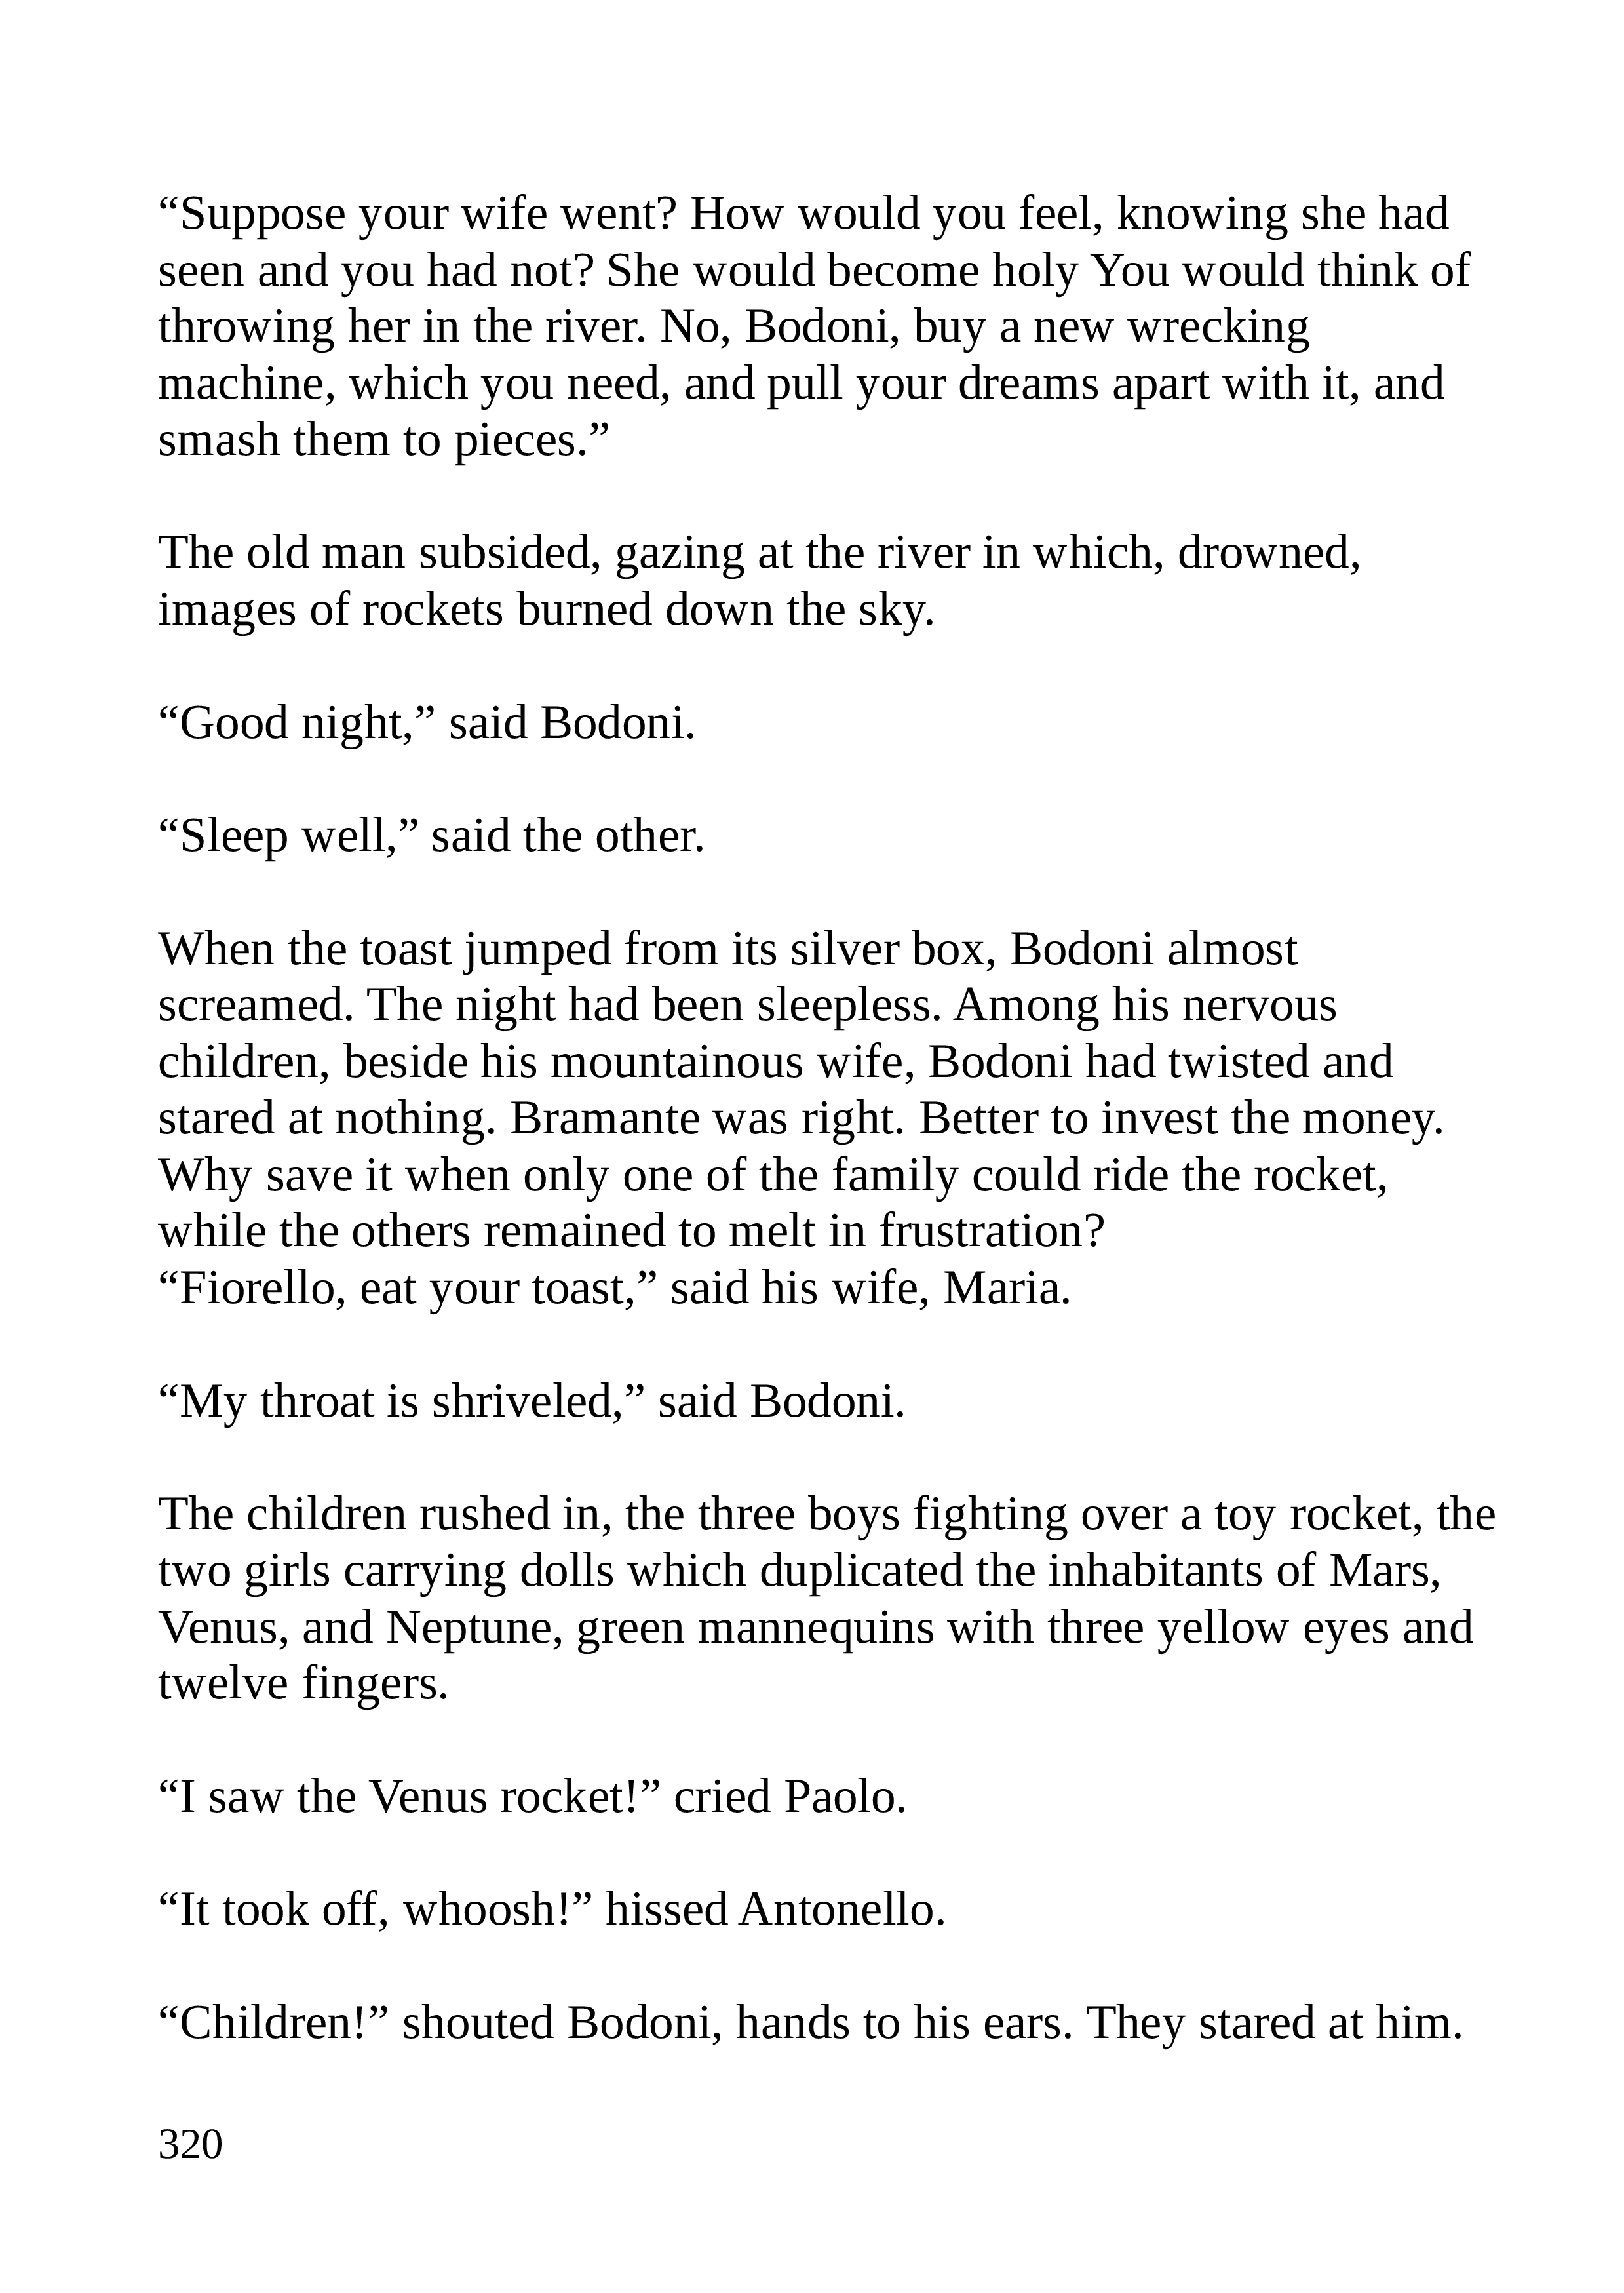 “Suppose your wife went? How would you feel, knowing she had
seen and you had not? She would become holy You would think of
throwing her in the river. No, Bodoni, buy a new wrecking
machine, which you need, and pull your dreams apart with it, and
smash them to pieces.”
The old man subsided, gazing at the river in which, drowned,
images of rockets burned down the sky.
“Good night,” said Bodoni.
“Sleep well,” said the other.
When the toast jumped from its silver box, Bodoni almost
screamed. The night had been sleepless. Among his nervous
children, beside his mountainous wife, Bodoni had twisted and
stared at nothing. Bramante was right. Better to invest the money.
Why save it when only one of the family could ride the rocket,
while the others remained to melt in frustration?
“Fiorello, eat your toast,” said his wife, Maria.
“My throat is shriveled,” said Bodoni.
The children rushed in, the three boys fighting over a toy rocket, the
two girls carrying dolls which duplicated the inhabitants of Mars,
Venus, and Neptune, green mannequins with three yellow eyes and
twelve fingers.
“I saw the Venus rocket!” cried Paolo.
“It took off, whoosh!” hissed Antonello.
“Children!” shouted Bodoni, hands to his ears. They stared at him.
320